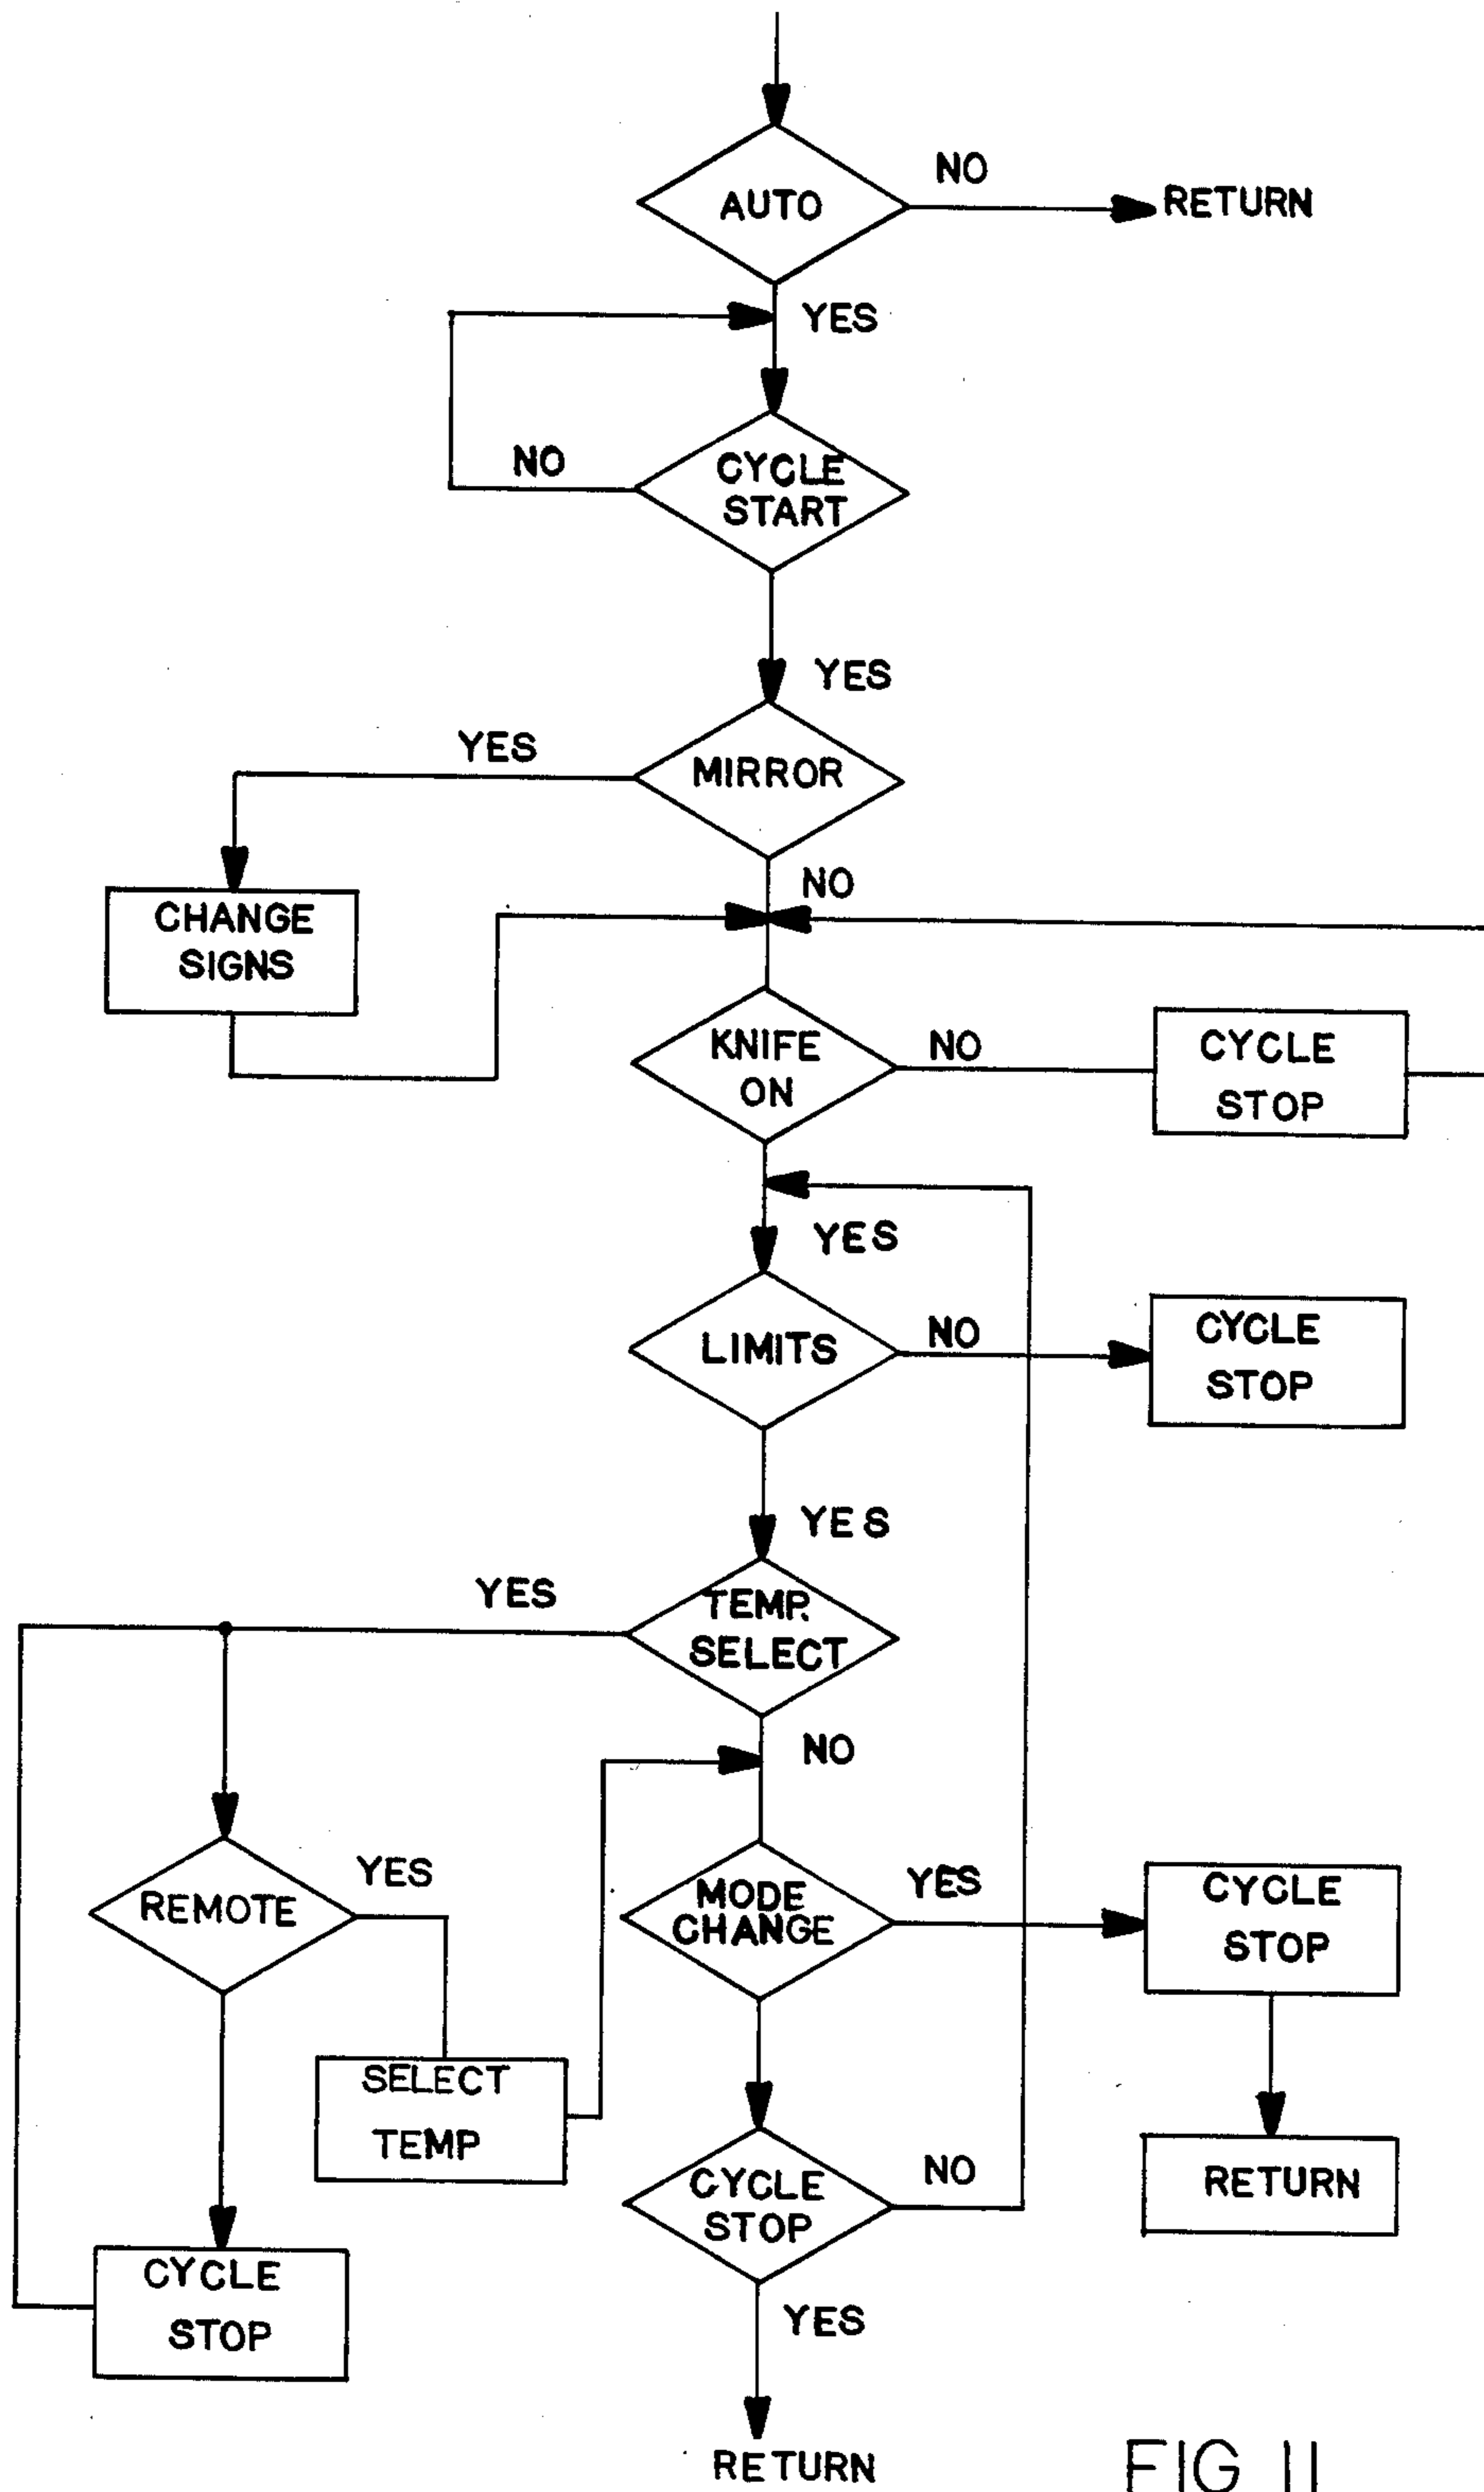 AUTO
NO
RETURN
YES
NO
CYCLE
START
YES
YES
MIRROR
NO
CHANGE
SIGNS
KNIFE
ON
NO
CYCLE
STOP
YES
LIMITS
NO
CYCLE
STOP
YES
YES
TEMP.
SELECT
NO
REMOTE
YES
MODE
CHANGE
YES
CYCLE
STOP
SELECT
TEMP
CYCLE
STOP
NO
RETURN
CYCLE
STOP
YES
RETURN
FIG 11